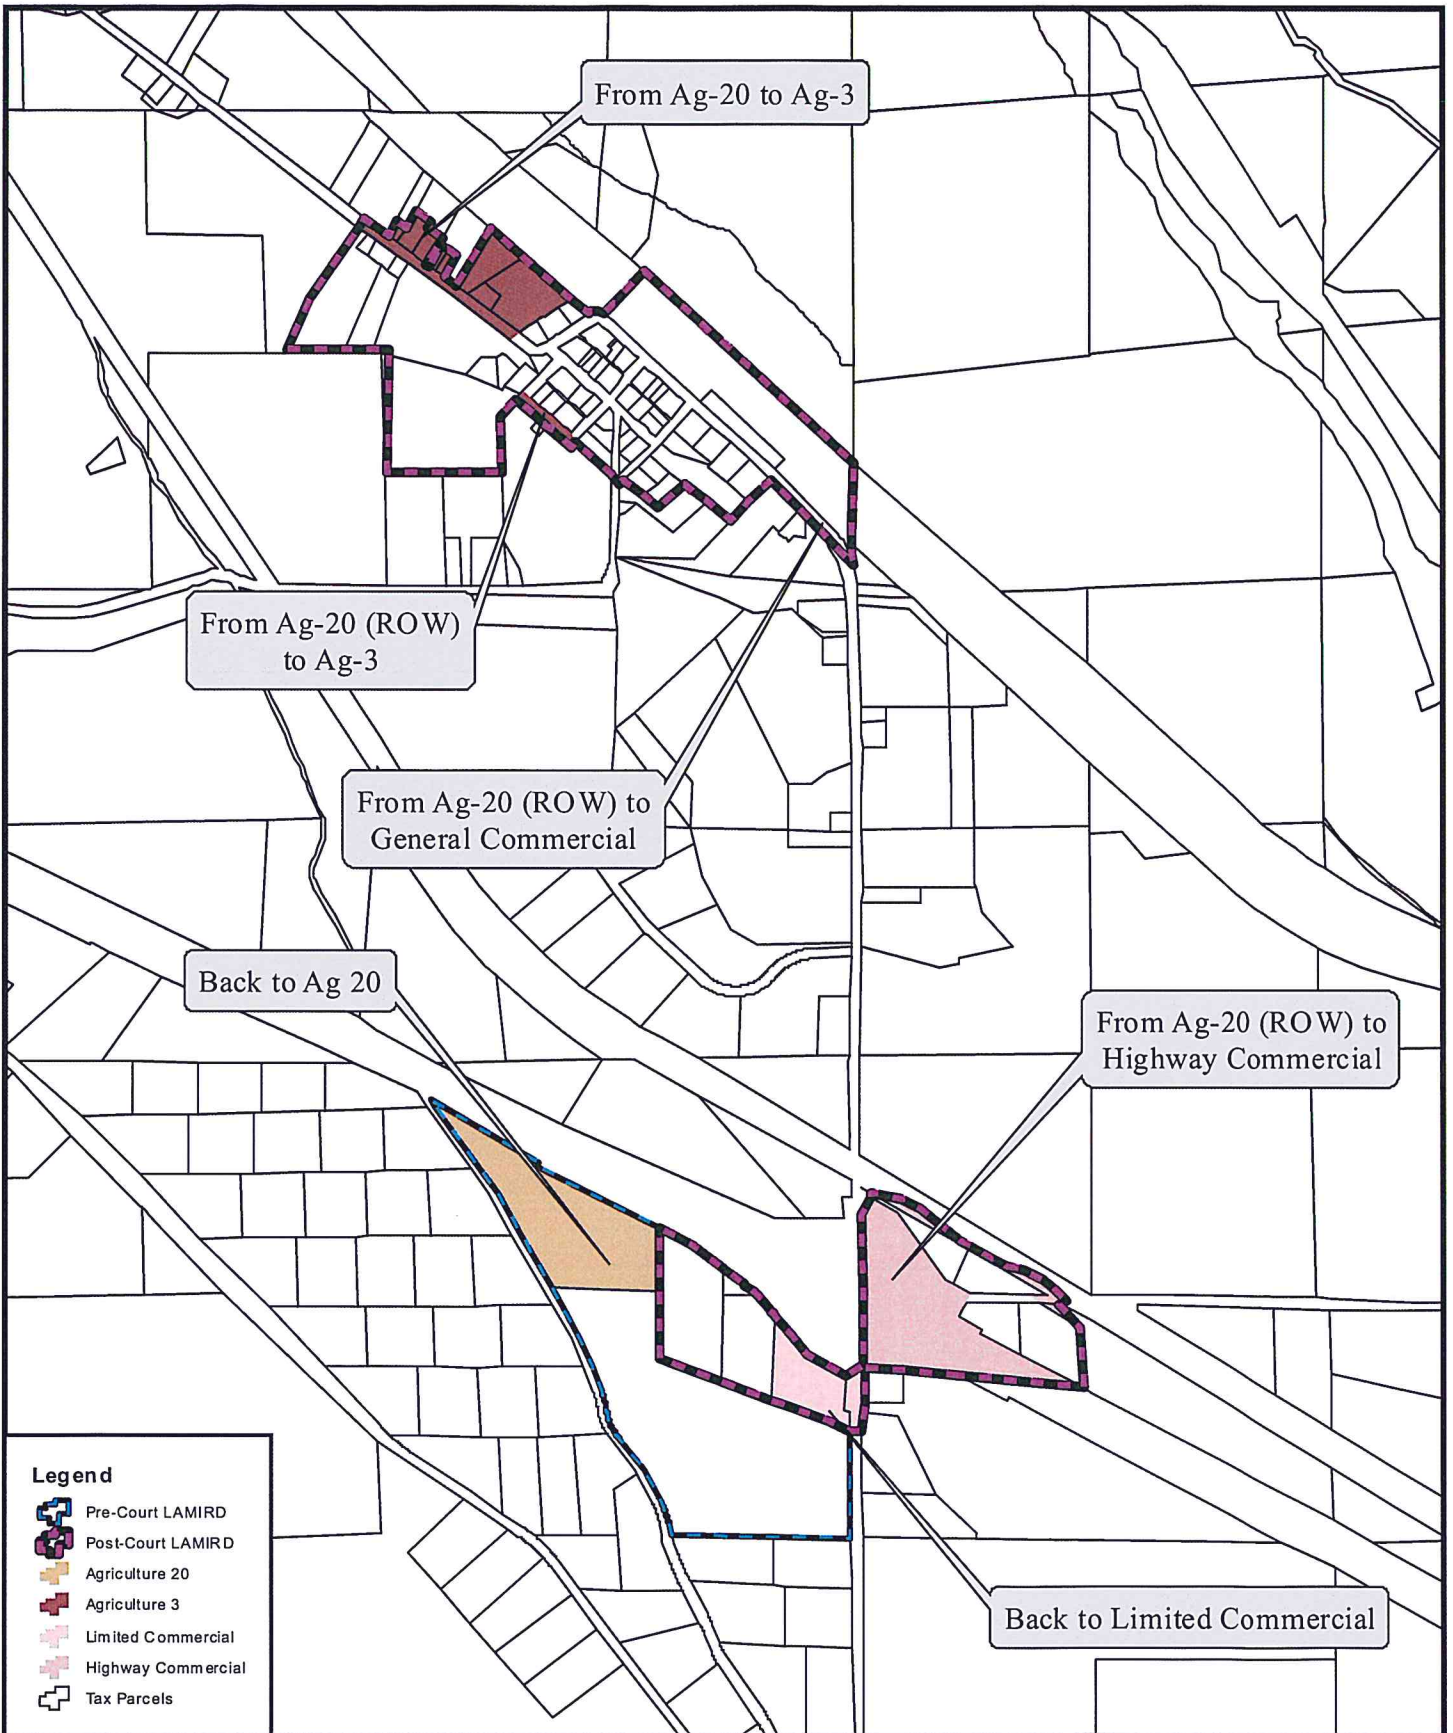 From Ag-20 to Ag-3
From Ag-20 (ROW)
to Ag-3
From Ag-20 (ROW) to
General Commercial
Back to Ag 20
From Ag-20 (ROW) to
Highway Commercial
Back to Limited Commercial
Legend
Pre-Court LAMIRD
Post-Court LAMIRD
Agriculture 20
Agriculture 3
Limited Commercial
Highway Commercial
Tax Parcels